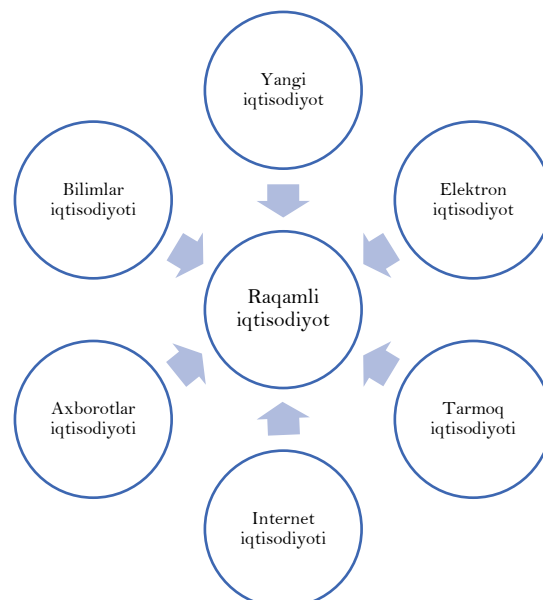 Yangi
iqtisodiyot
Bilimlar
iqtisodiyoti
Elektron
iqtisodiyot
Raqamli
iqtisodiyot
Axborotlar
iqtisodiyoti
Tarmoq
iqtisodiyoti
Internet
iqtisodiyoti